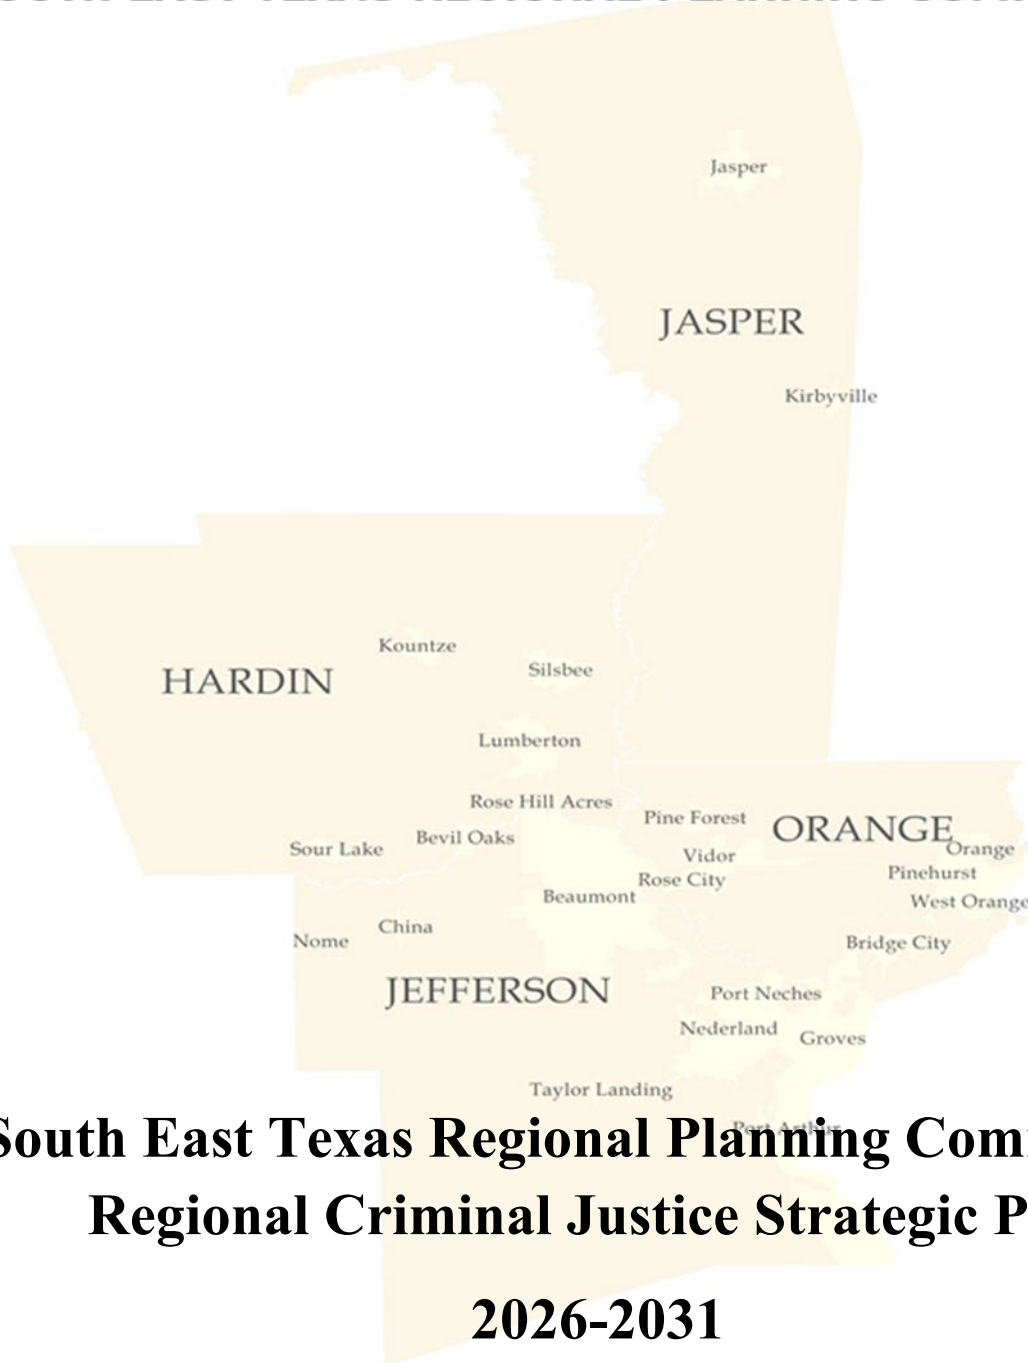 Jasper
JASPER
Kirbyville
Kountze
Silsbee
HARDIN
Lumberton
Rose Hill Acres
Pine Forest
ORANGE
Bevil Oaks
Sour Lake
Orange
Vidor
Pinehurst
Rose City
Beaumont
West Orange
China
Nome
Bridge City
JEFFERSON
Port Neches
Nederland
Groves
Taylor Landing
Port Arthur
South East Texas Regional Planning Com
Regional Criminal Justice Strategic P
2026-2031